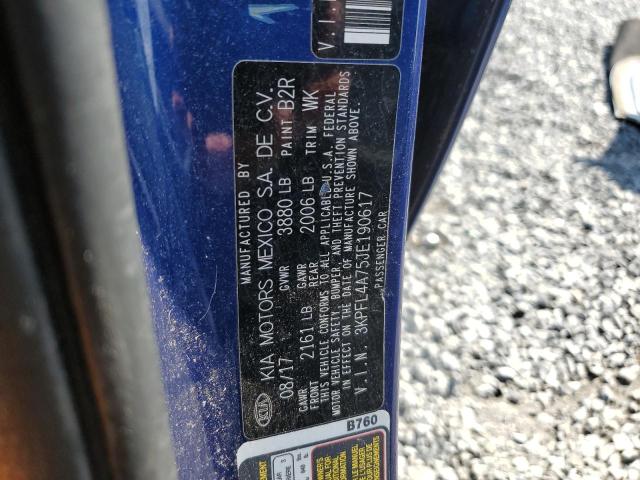 MANUFACTURED BY
KIA KIA MOTORS MEXICO S.A. DE C.V.
08/17 GVWR 3880 LB PAINT B2R
GAWR FRONT 2161 LB GAWR REAR 2006 LB TRIM WK
THIS VEHICLE CONFORMS TO ALL APPLICABLE U.S.A. FEDERAL
MOTOR VEHICLE SAFETY, BUMPER, AND THEFT PREVENTION STANDARDS
IN EFFECT ON THE DATE OF MANUFACTURE SHOWN ABOVE.
V.I.N. 3KPFL4A75JE190617
PASSENGER CAR
B760
V.I.